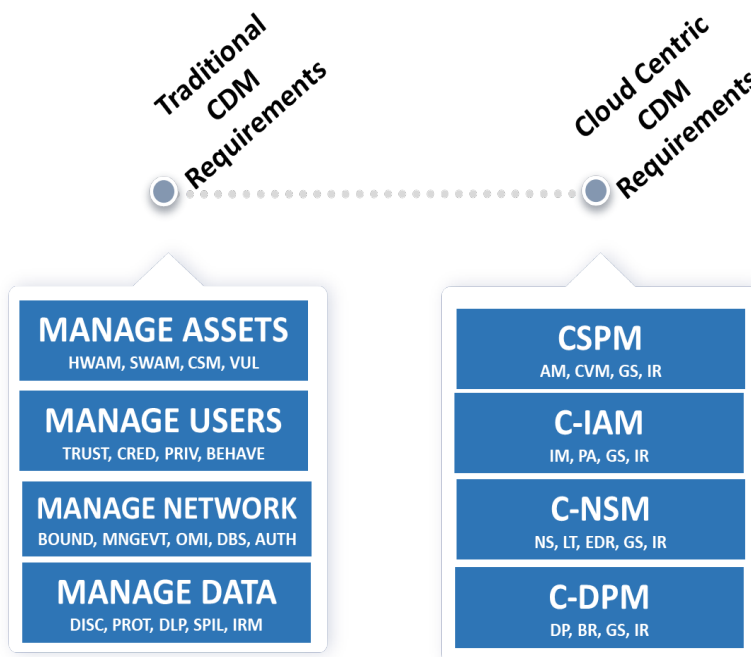 Traditional
CDM
Requirements
Cloud Centric
CDM
Requirements
MANAGE ASSETS
HWAM, SWAM, CSM, VUL
MANAGE USERS
TRUST, CRED, PRIV, BEHAVE
MANAGE NETWORK
BOUND, MNGEVT, OMI, DBS, AUTH
MANAGE DATA
DISC, PROT, DLP, SPIL, IRM
CSPM
AM, CVM, GS, IR
C-IAM
IM, PA, GS, IR
C-NSM
NS, LT, EDR, GS, IR
C-DPM
DP, BR, GS, IR